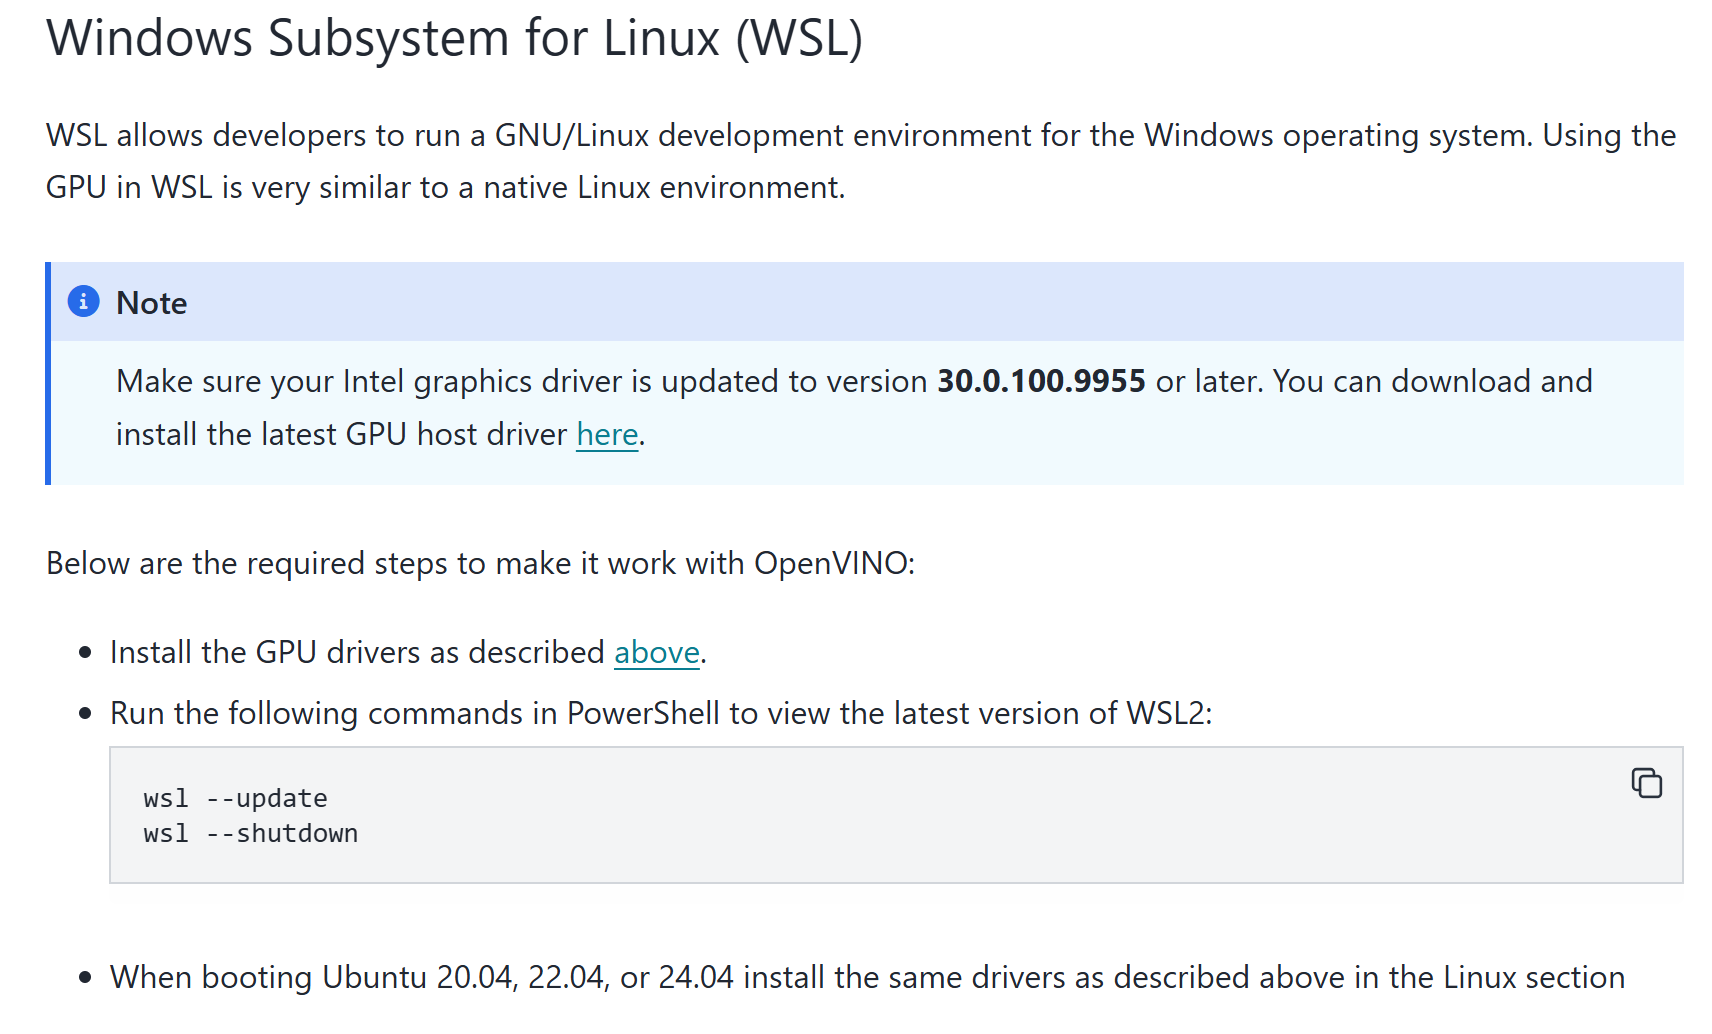 Windows Subsystem for Linux (WSL)
WSL allows developers to run a GNU/Linux development environment for the Windows operating system. Using the
GPU in WSL is very similar to a native Linux environment.
Note
Make sure your Intel graphics driver is updated to version 30.0.100.9955 or later. You can download and
install the latest GPU host driver here.
Below are the required steps to make it work with OpenVINO:
• Install the GPU drivers as described above.
• Run the following commands in PowerShell to view the latest version of WSL2:
wsl --update
wsl --shutdown
• When booting Ubuntu 20.04, 22.04, or 24.04 install the same drivers as described above in the Linux section